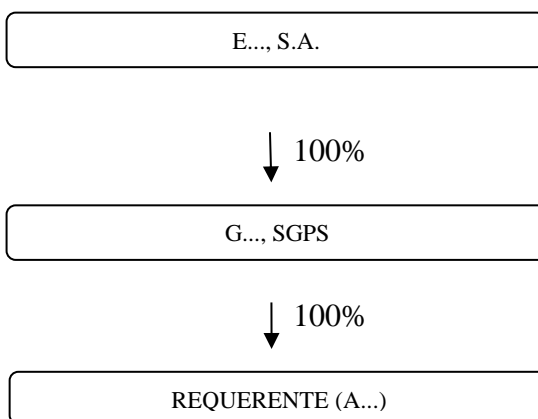 E..., S.A.
100%
G..., SGPS
100%
REQUERENTE (A...)